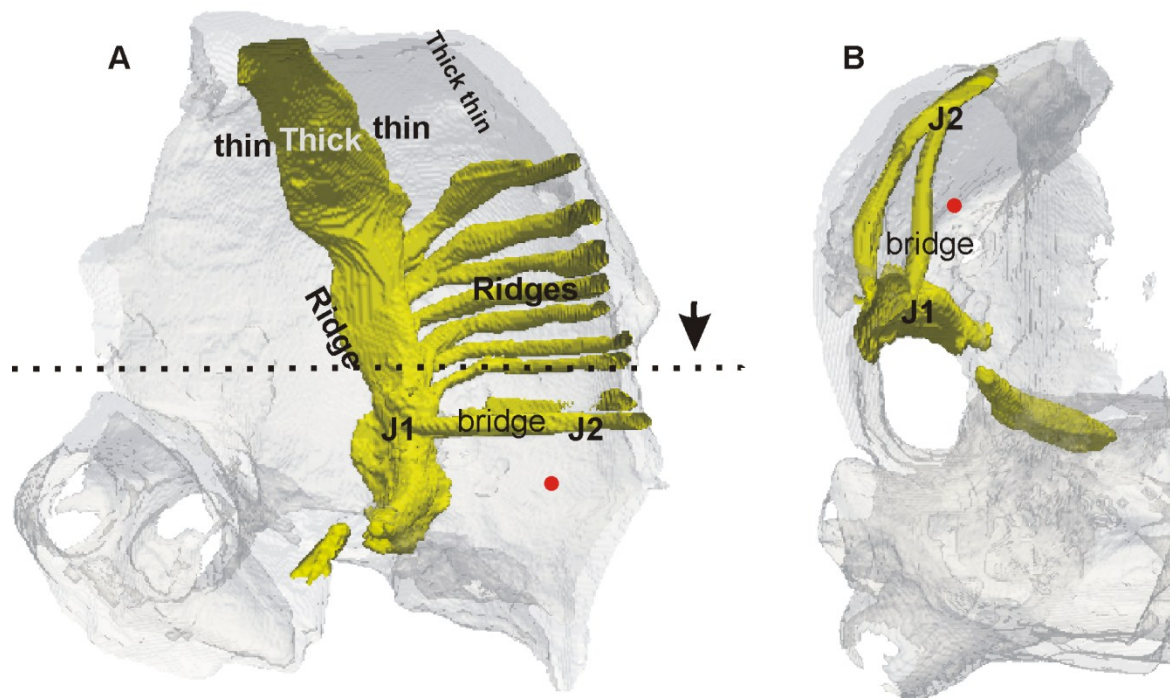 A
thin Thick thin
Thick thin
Ridges
Ridge
J1 bridge J2
B
J2
bridge
J1